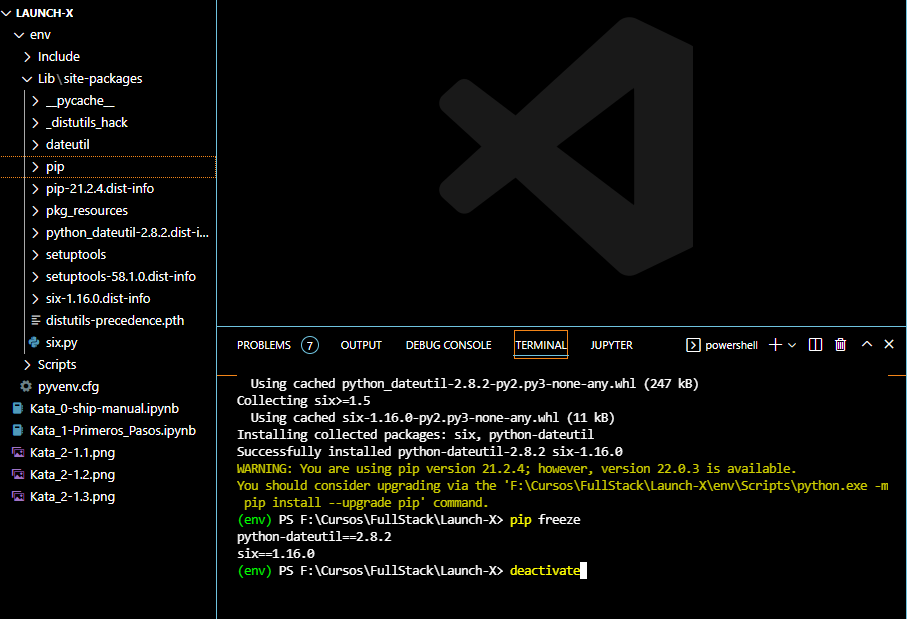 LAUNCH-X
env
Include
Lib\site-packages
__pycache__
_distutils_hack
dateutil
pip
pip-21.2.4.dist-info
pkg_resources
python_dateutil-2.8.2.dist-i...
setuptools
setuptools-58.1.0.dist-info
six-1.16.0.dist-info
distutils-precedence.pth
six.py
Scripts
pyvenv.cfg
Kata_0-ship-manual.ipynb
Kata_1-Primeros_Pasos.ipynb
Kata_2-1.1.png
Kata_2-1.2.png
Kata_2-1.3.png
PROBLEMS 7 OUTPUT DEBUG CONSOLE TERMINAL JUPYTER powershell
Using cached python_dateutil-2.8.2-py2.py3-none-any.whl (247 kB)
Collecting six>=1.5
Using cached six-1.16.0-py2.py3-none-any.whl (11 kB)
Installing collected packages: six, python-dateutil
Successfully installed python-dateutil-2.8.2 six-1.16.0
WARNING: You are using pip version 21.2.4; however, version 22.0.3 is available.
You should consider upgrading via the 'F:\Cursos\FullStack\Launch-X\env\Scripts\python.exe -m
pip install --upgrade pip' command.
(env) PS F:\Cursos\FullStack\Launch-X> pip freeze
python-dateutil==2.8.2
six==1.16.0
(env) PS F:\Cursos\FullStack\Launch-X> deactivate